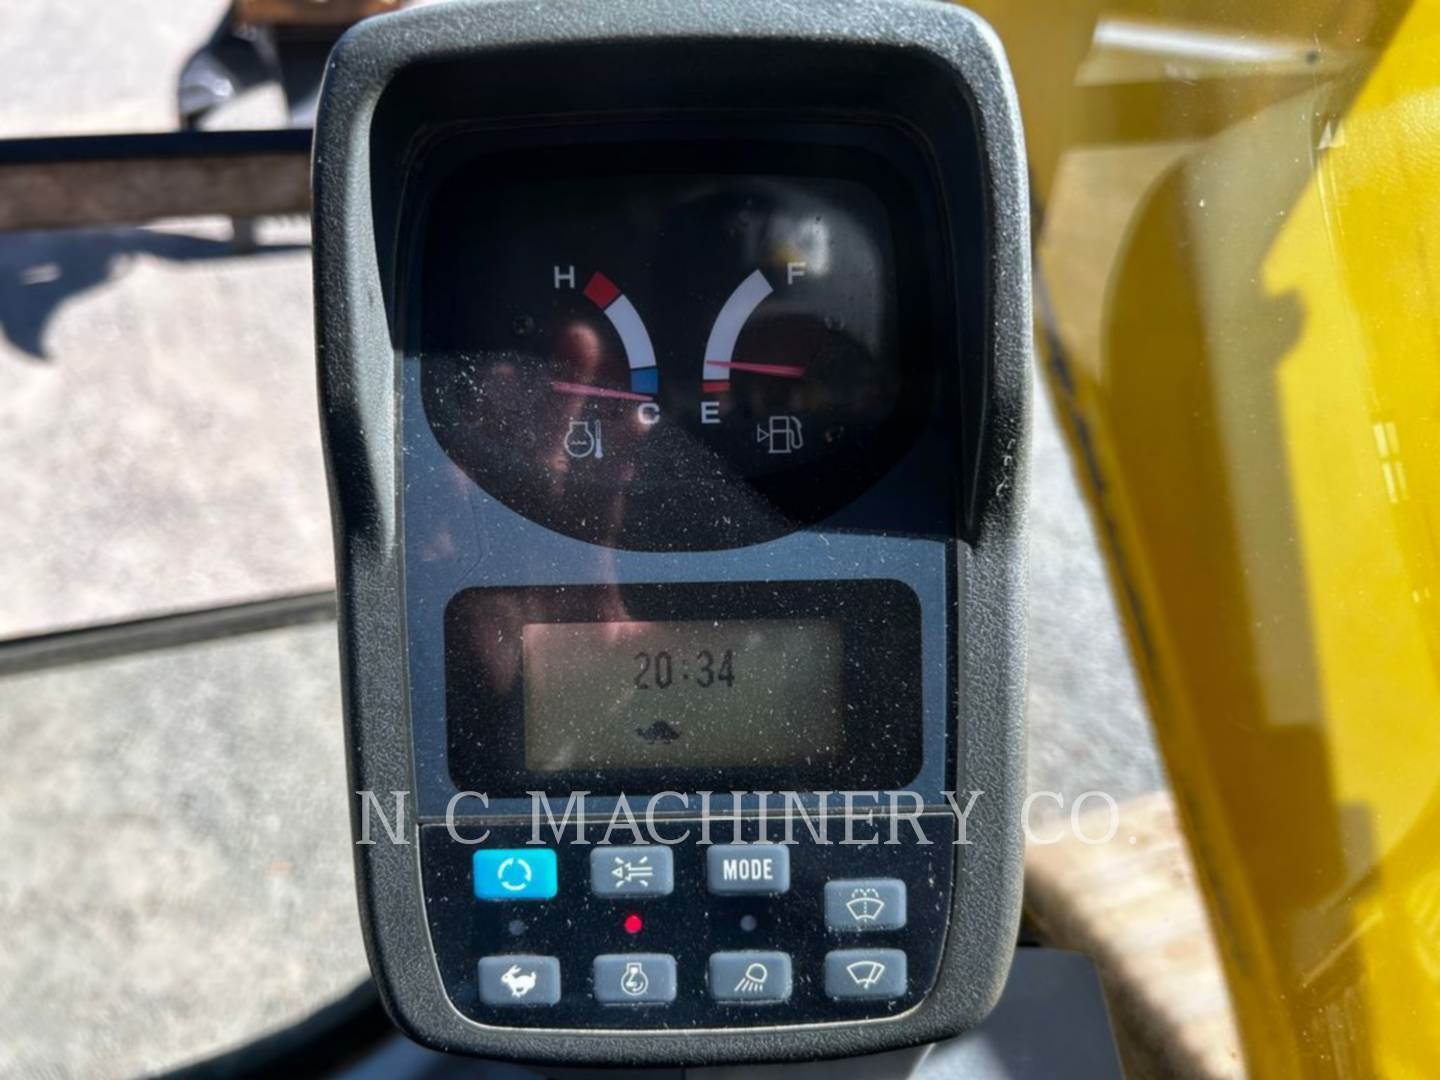 H F
C E
20:34
N C MACHINERY CO.
MODE